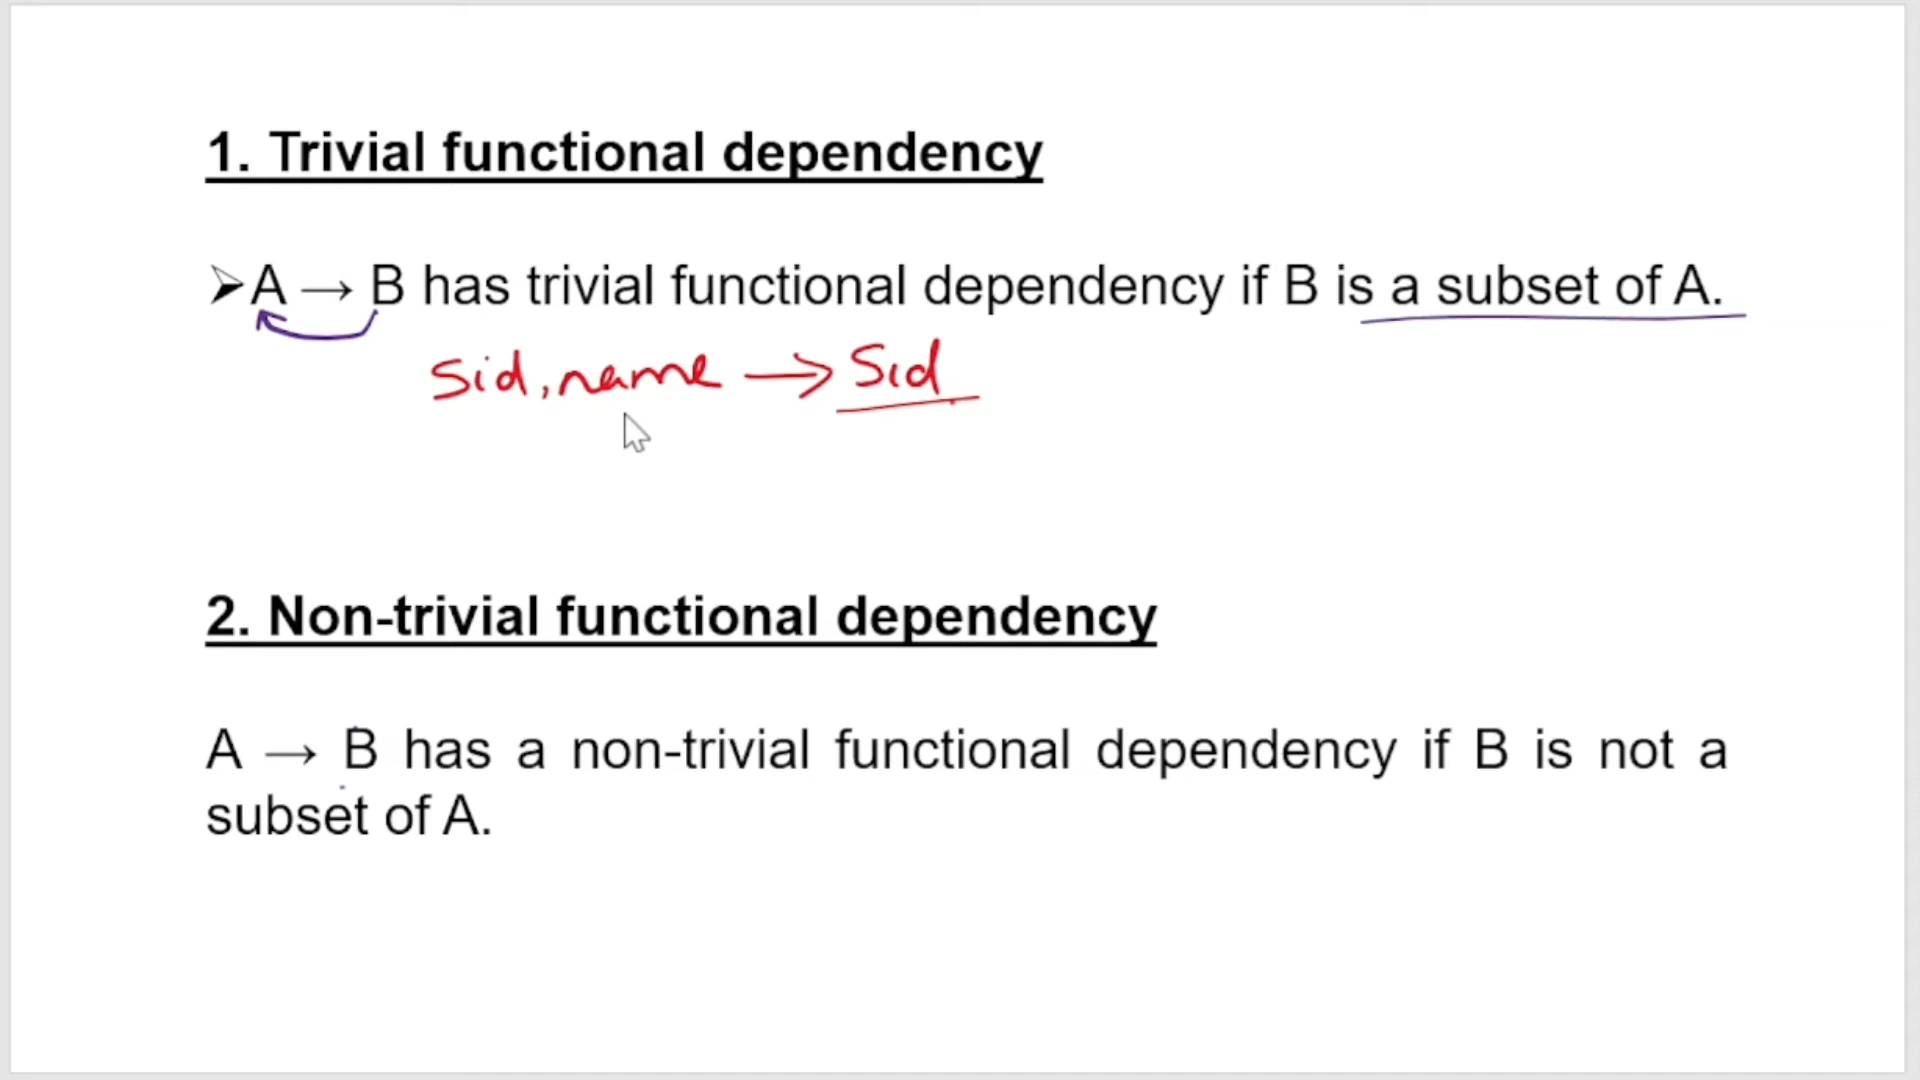 1. Trivial functional dependency
➢A → B has trivial functional dependency if B is a subset of A.
Sid, name → Sid
2. Non-trivial functional dependency
A → B has a non-trivial functional dependency if B is not a
subset of A.